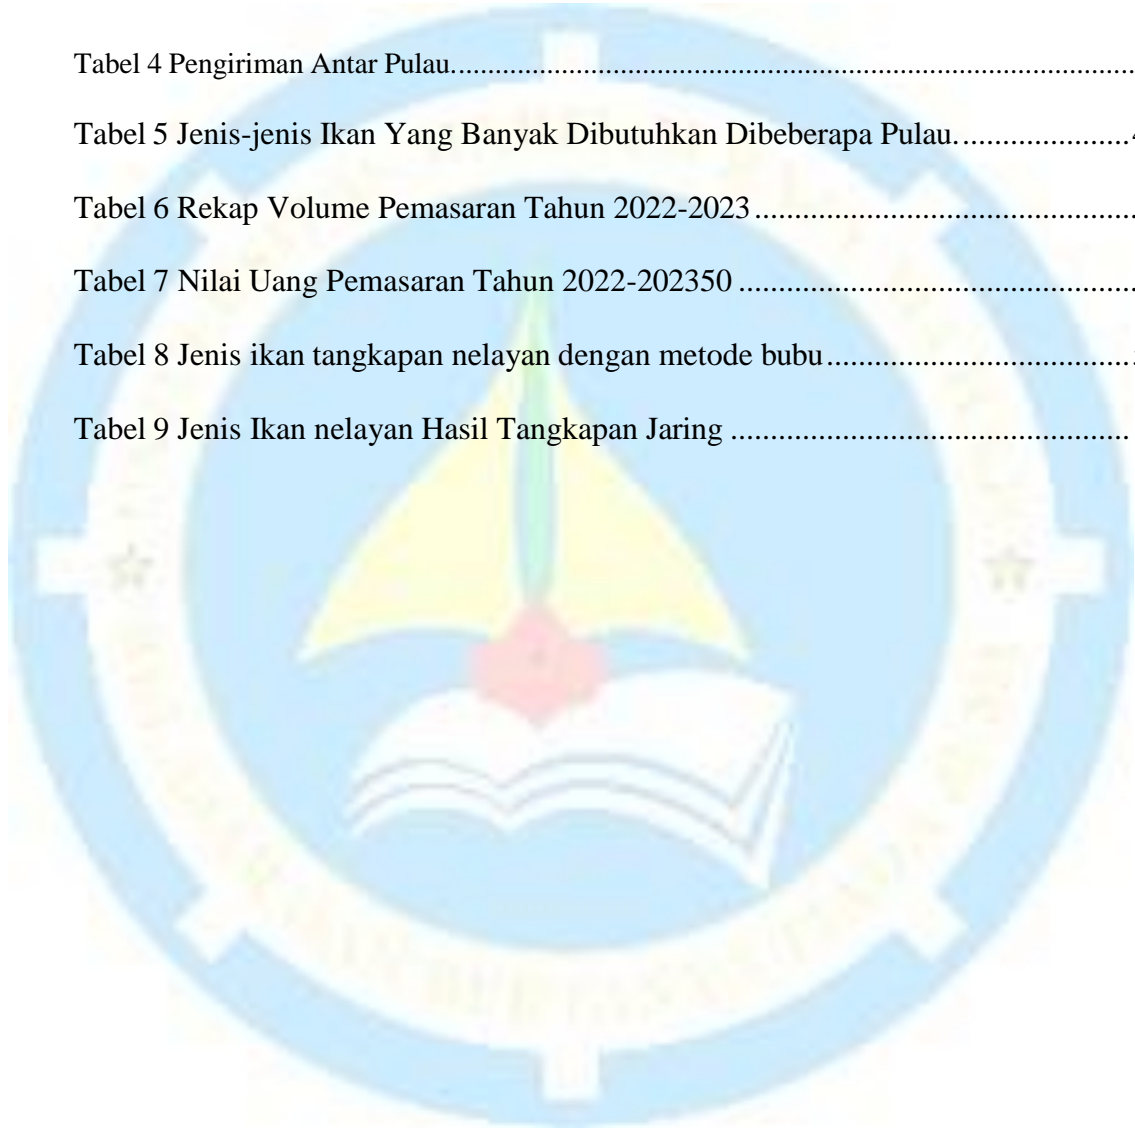 Tabel 4 Pengiriman Antar Pulau.............................................................................................
Tabel 5 Jenis-jenis Ikan Yang Banyak Dibutuhkan Dibeberapa Pulau.....................
Tabel 6 Rekap Volume Pemasaran Tahun 2022-2023...............................................
Tabel 7 Nilai Uang Pemasaran Tahun 2022-202350 .................................................
Tabel 8 Jenis ikan tangkapan nelayan dengan metode bubu......................................
Tabel 9 Jenis Ikan nelayan Hasil Tangkapan Jaring ...................................................